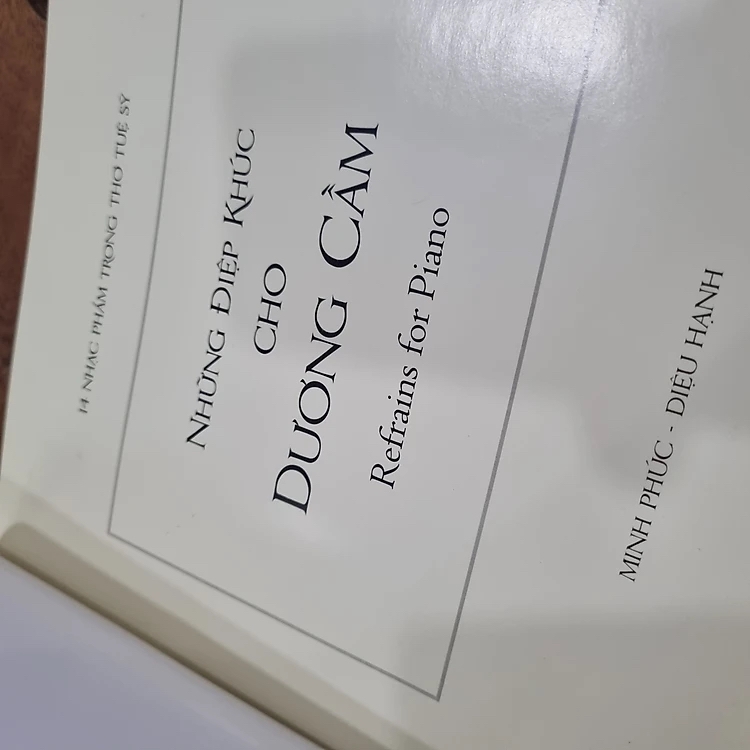 14 NHẠC PHẨM TRONG THƠ TUỆ SỸ
NHỮNG ĐIỆP KHÚC
CHO
DƯƠNG CẦM
Refrains for Piano
MINH PHÚC - DIỆU HẠNH